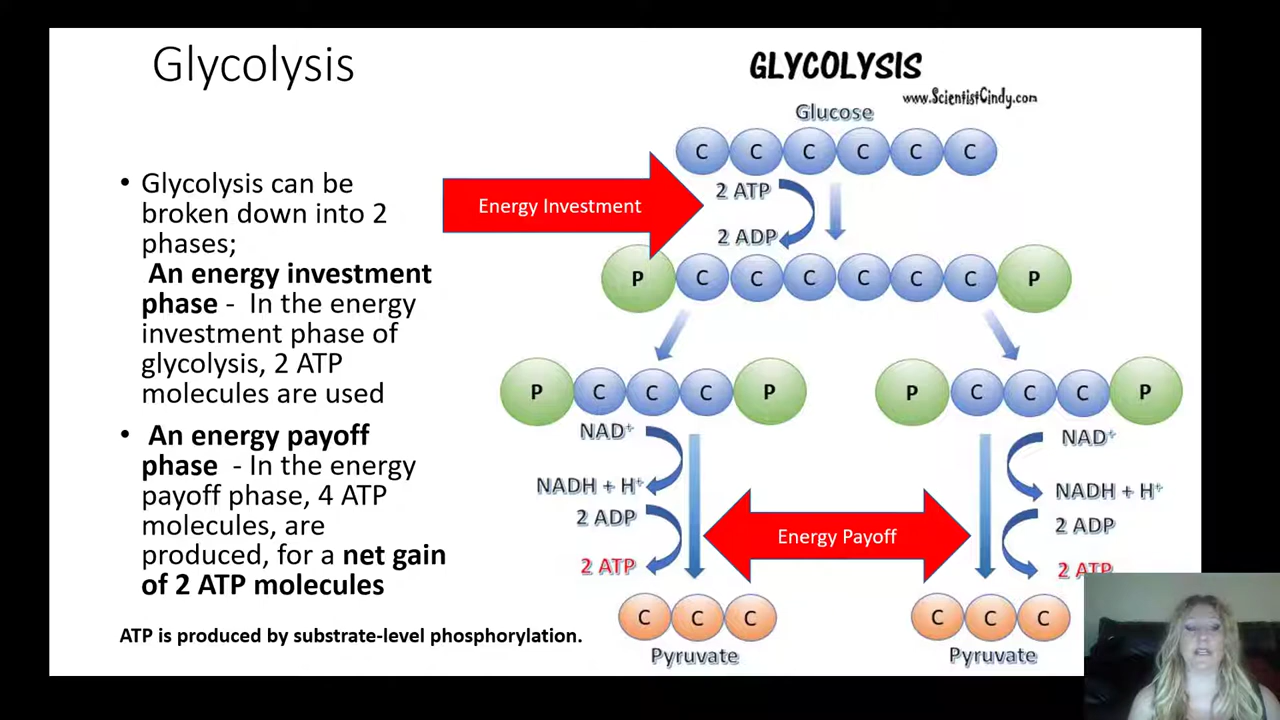 Glycolysis
• Glycolysis can be
broken down into 2
phases;
An energy investment
phase - In the energy
investment phase of
glycolysis, 2 ATP
molecules are used
• An energy payoff
phase - In the energy
payoff phase, 4 ATP
molecules, are
produced, for a net gain
of 2 ATP molecules
ATP is produced by substrate-level phosphorylation.
GLYCOLYSIS
www.ScientistCindy.com
Glucose
C C C C C C
Energy Investment
2 ATP
2 ADP
P C C C C C C P
P C C C P
P C C C P
NAD⁺
NADH + H⁺
2 ADP
2 ATP
NAD⁺
NADH + H⁺
2 ADP
2 ATP
Energy Payoff
C C C
Pyruvate
C C C
Pyruvate